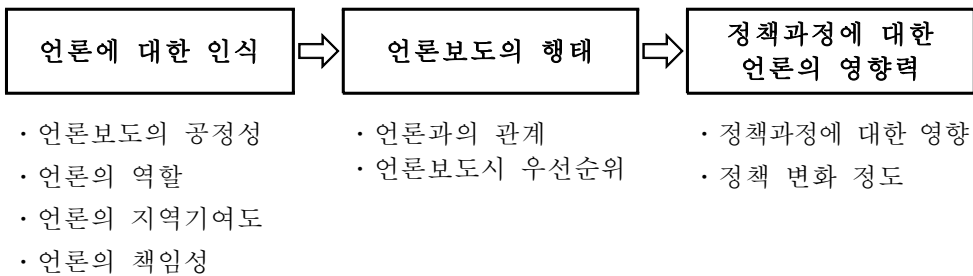 언론에 대한 인식
언론보도의 행태
정책과정에 대한
언론의 영향력
· 언론보도의 공정성
· 언론의 역할
· 언론의 지역기여도
· 언론의 책임성
· 언론과의 관계
· 언론보도시 우선순위
· 정책과정에 대한 영향
· 정책 변화 정도